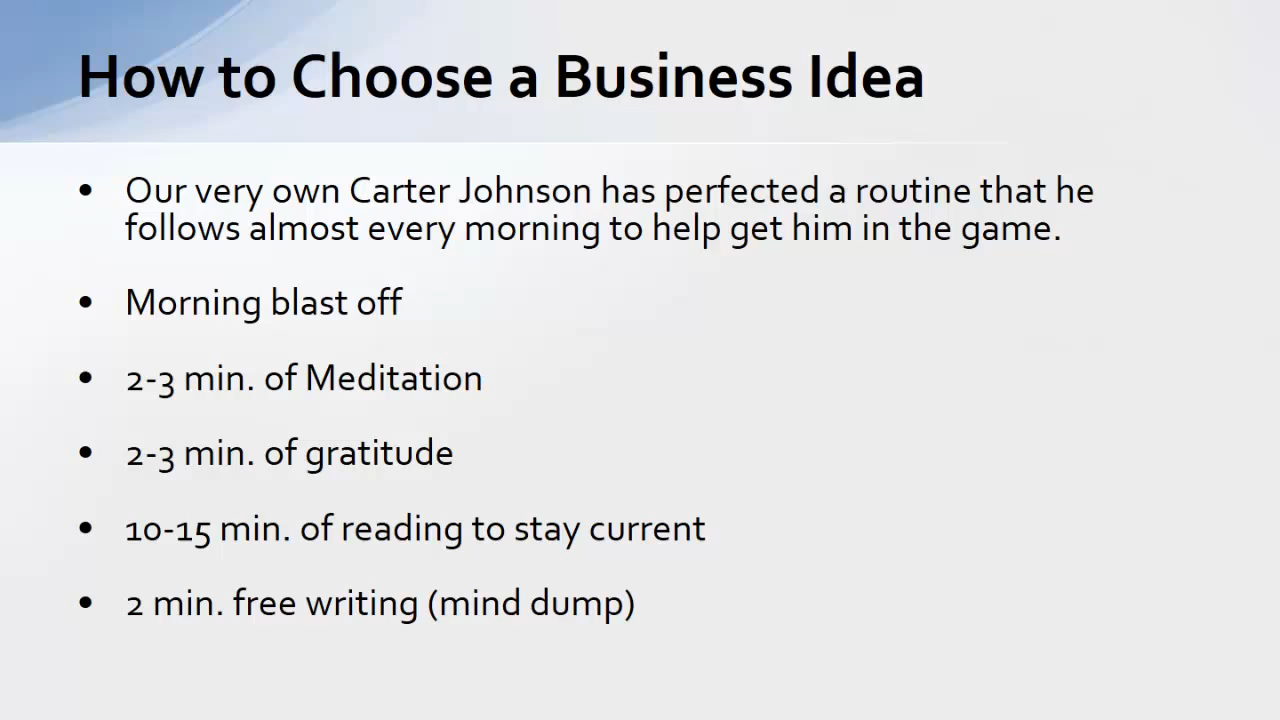 How to Choose a Business Idea
• Our very own Carter Johnson has perfected a routine that he
follows almost every morning to help get him in the game.
• Morning blast off
• 2-3 min. of Meditation
• 2-3 min. of gratitude
• 10-15 min. of reading to stay current
• 2 min. free writing (mind dump)